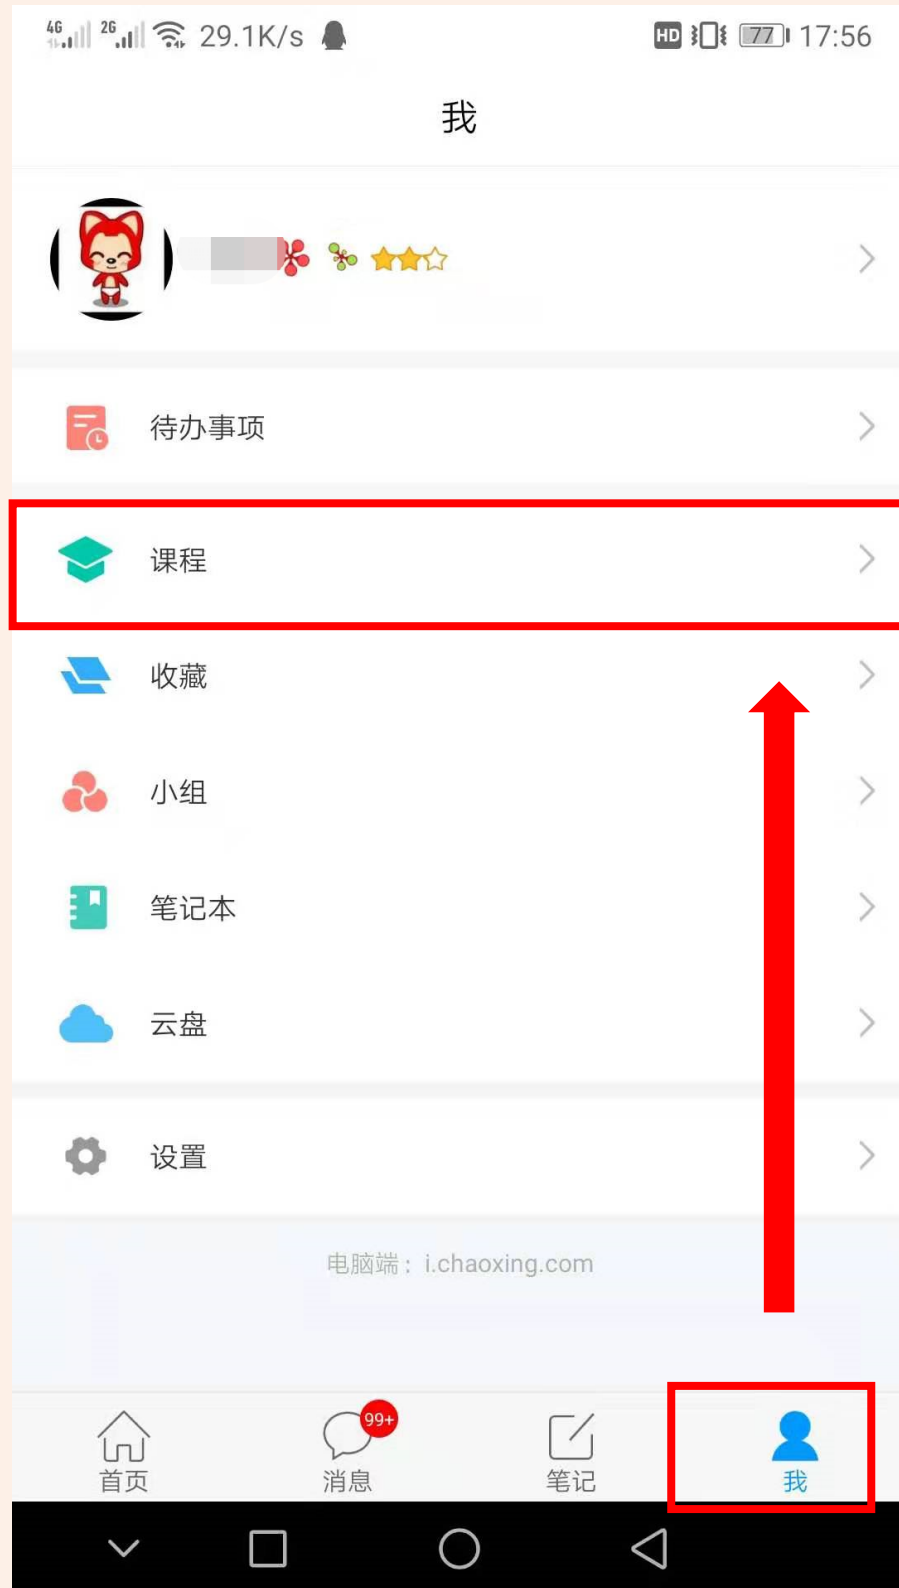 4G 2G 29.1K/s HD 77 17:56
我
待办事项
课程
收藏
小组
笔记本
云盘
设置
电脑端：i.chaoxing.com
99+
首页 消息 笔记 我